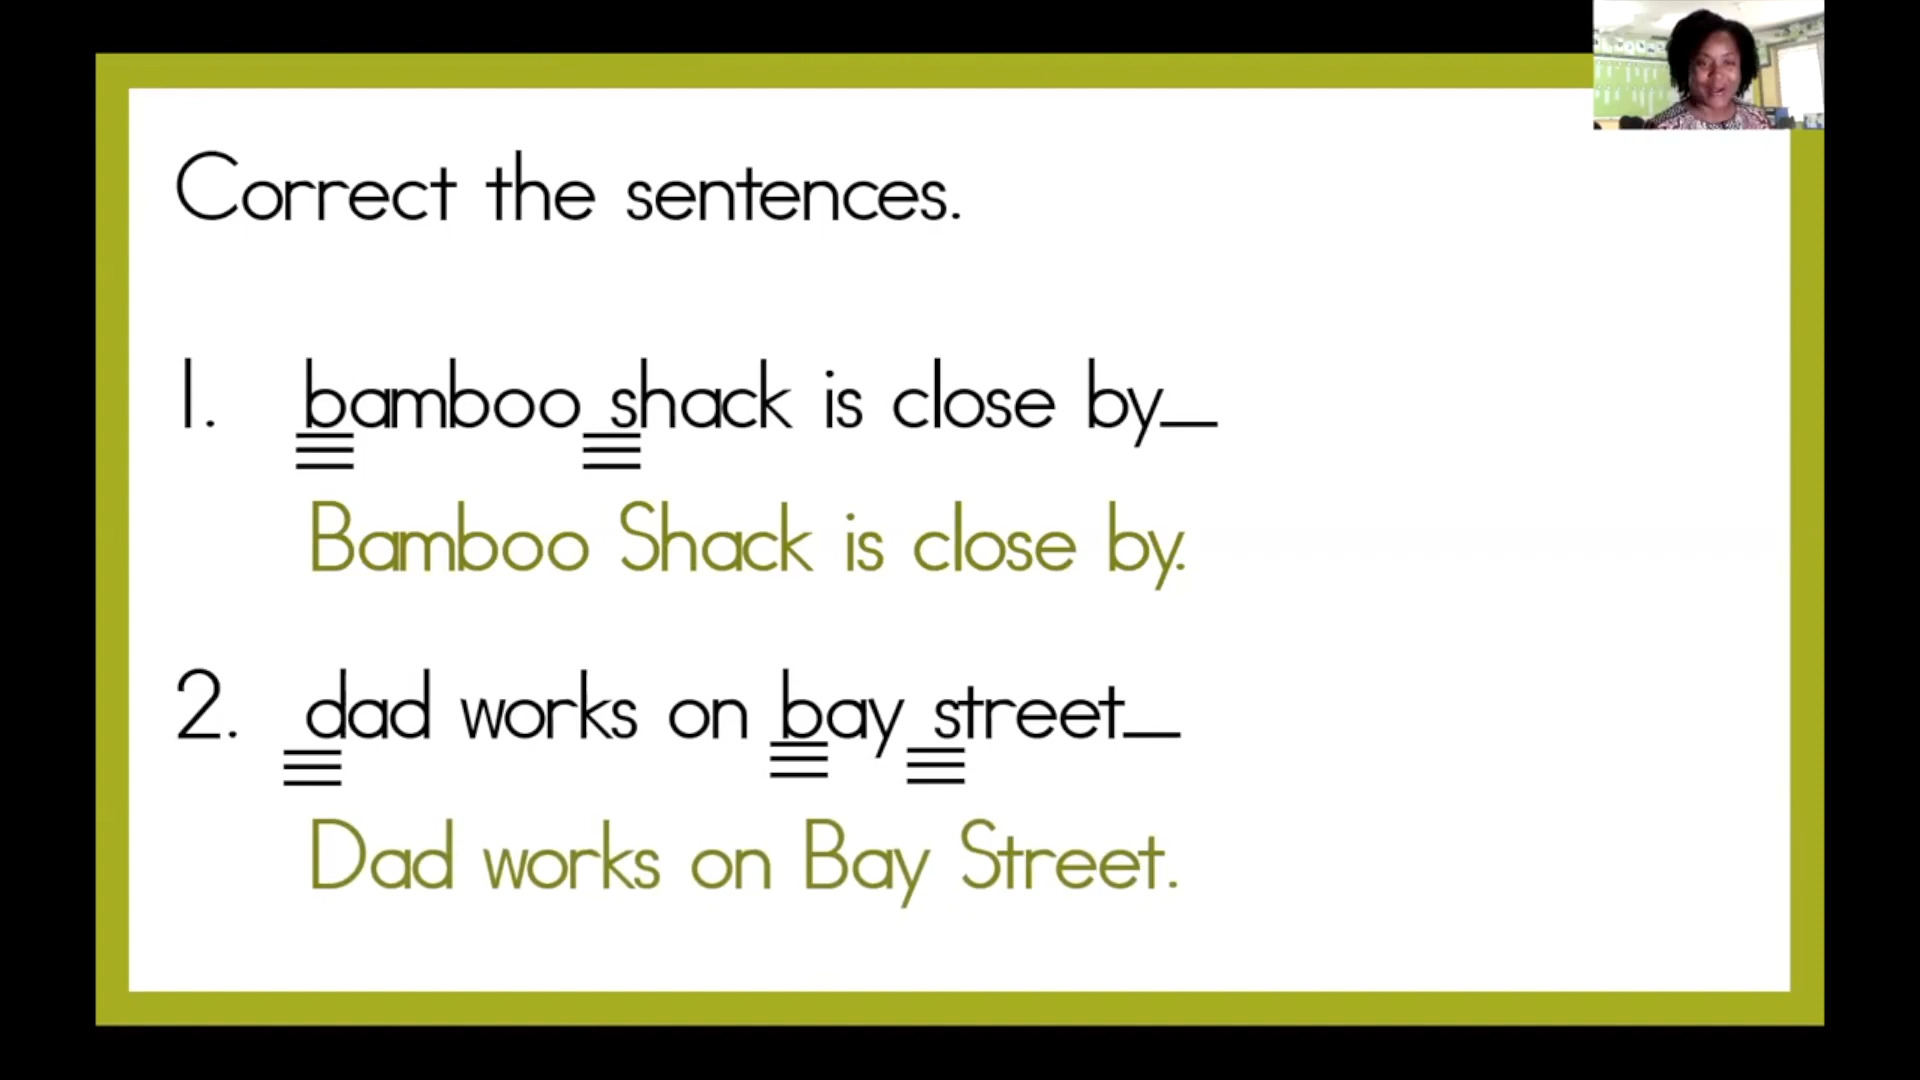 Correct the sentences.
1. bamboo shack is close by_
Bamboo Shack is close by.
2. dad works on bay street_
Dad works on Bay Street.